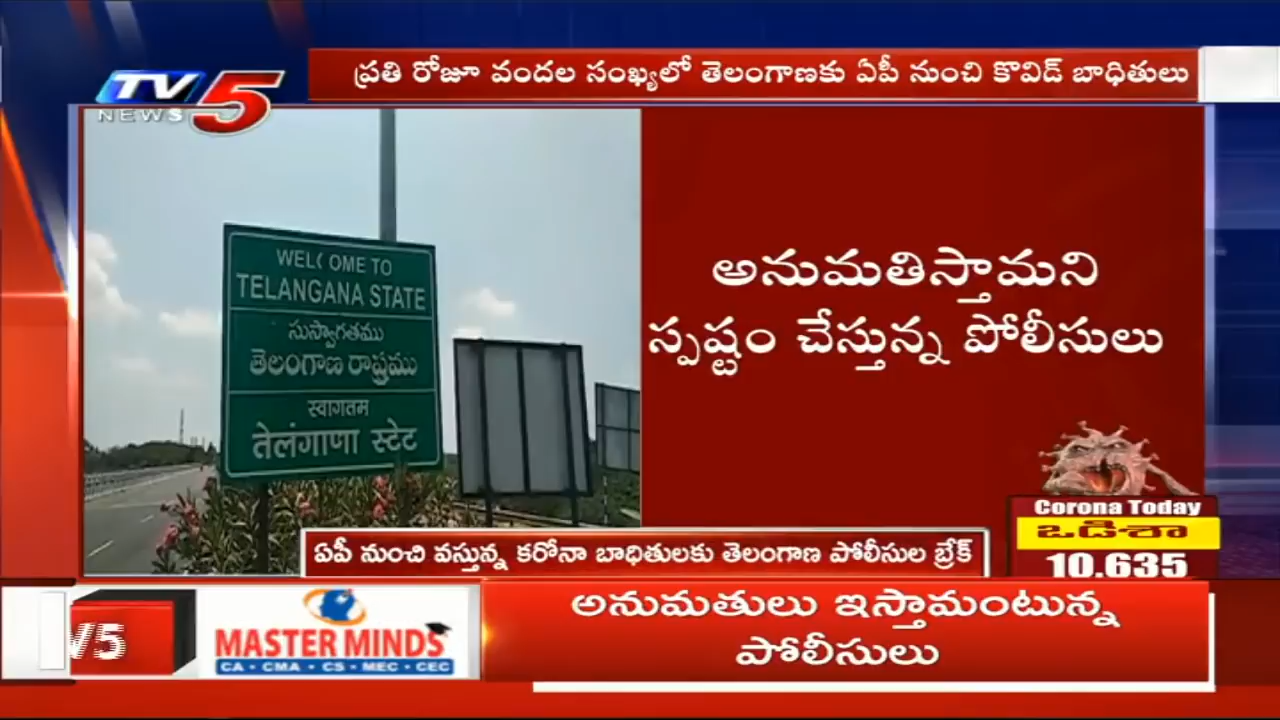 TV5
NEWS
ప్రతి రోజూ వందల సంఖ్యలో తెలంగాణకు ఏపీ నుంచి కొవిడ్ బాధితులు
WELCOME TO
TELANGANA STATE
సుస్వాగతము
తెలంగాణ రాష్ట్రము
स्वागतम
तेलंगाणा स्टेट
అనుమతిస్తామని
స్పష్టం చేస్తున్న పోలీసులు
Corona Today
ఒడిశా
10,635
ఏపీ నుంచి వస్తున్న కరోనా బాధితులకు తెలంగాణ పోలీసుల బ్రేక్
V5
MASTER MINDS
CA • CMA • CS • MEC • CEC
అనుమతులు ఇస్తామంటున్న
పోలీసులు